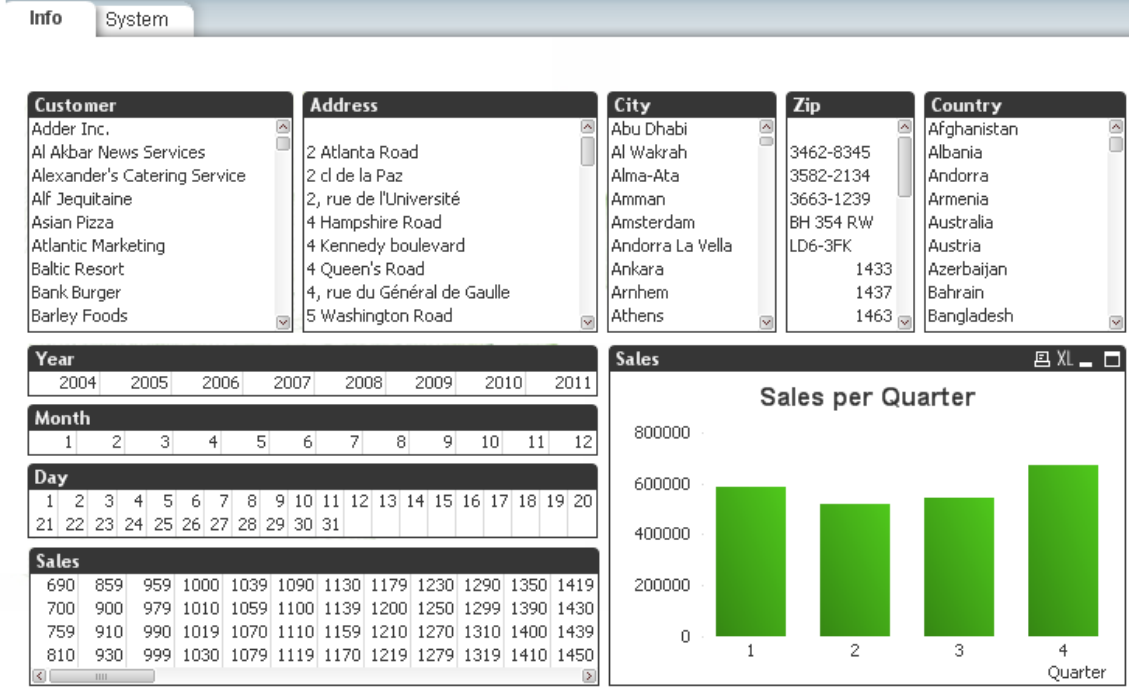 Info System
Customer
Adder Inc.
Al Akbar News Services
Alexander's Catering Service
Alf Jequitaine
Asian Pizza
Atlantic Marketing
Baltic Resort
Bank Burger
Barley Foods
Address
2 Atlanta Road
2 cl de la Paz
2, rue de l'Université
4 Hampshire Road
4 Kennedy boulevard
4 Queen's Road
4, rue du Général de Gaulle
5 Washington Road
City
Abu Dhabi
Al Wakrah
Alma-Ata
Amman
Amsterdam
Andorra La Vella
Ankara
Arnhem
Athens
Zip
3462-8345
3582-2134
3663-1239
BH 354 RW
LD6-3FK
1433
1437
1463
Country
Afghanistan
Albania
Andorra
Armenia
Australia
Austria
Azerbaijan
Bahrain
Bangladesh
Year
2004 2005 2006 2007 2008 2009 2010 2011
Month
1 2 3 4 5 6 7 8 9 10 11 12
Day
1 2 3 4 5 6 7 8 9 10 11 12 13 14 15 16 17 18 19 20
21 22 23 24 25 26 27 28 29 30 31
Sales
690 859 959 1000 1039 1090 1130 1179 1230 1290 1350 1419
700 900 979 1010 1059 1100 1139 1200 1250 1299 1390 1430
759 910 990 1019 1070 1110 1159 1210 1270 1310 1400 1439
810 930 999 1030 1079 1119 1170 1219 1279 1319 1410 1450
Sales XL
Sales per Quarter
800000
600000
400000
200000
0
1 2 3 4
Quarter